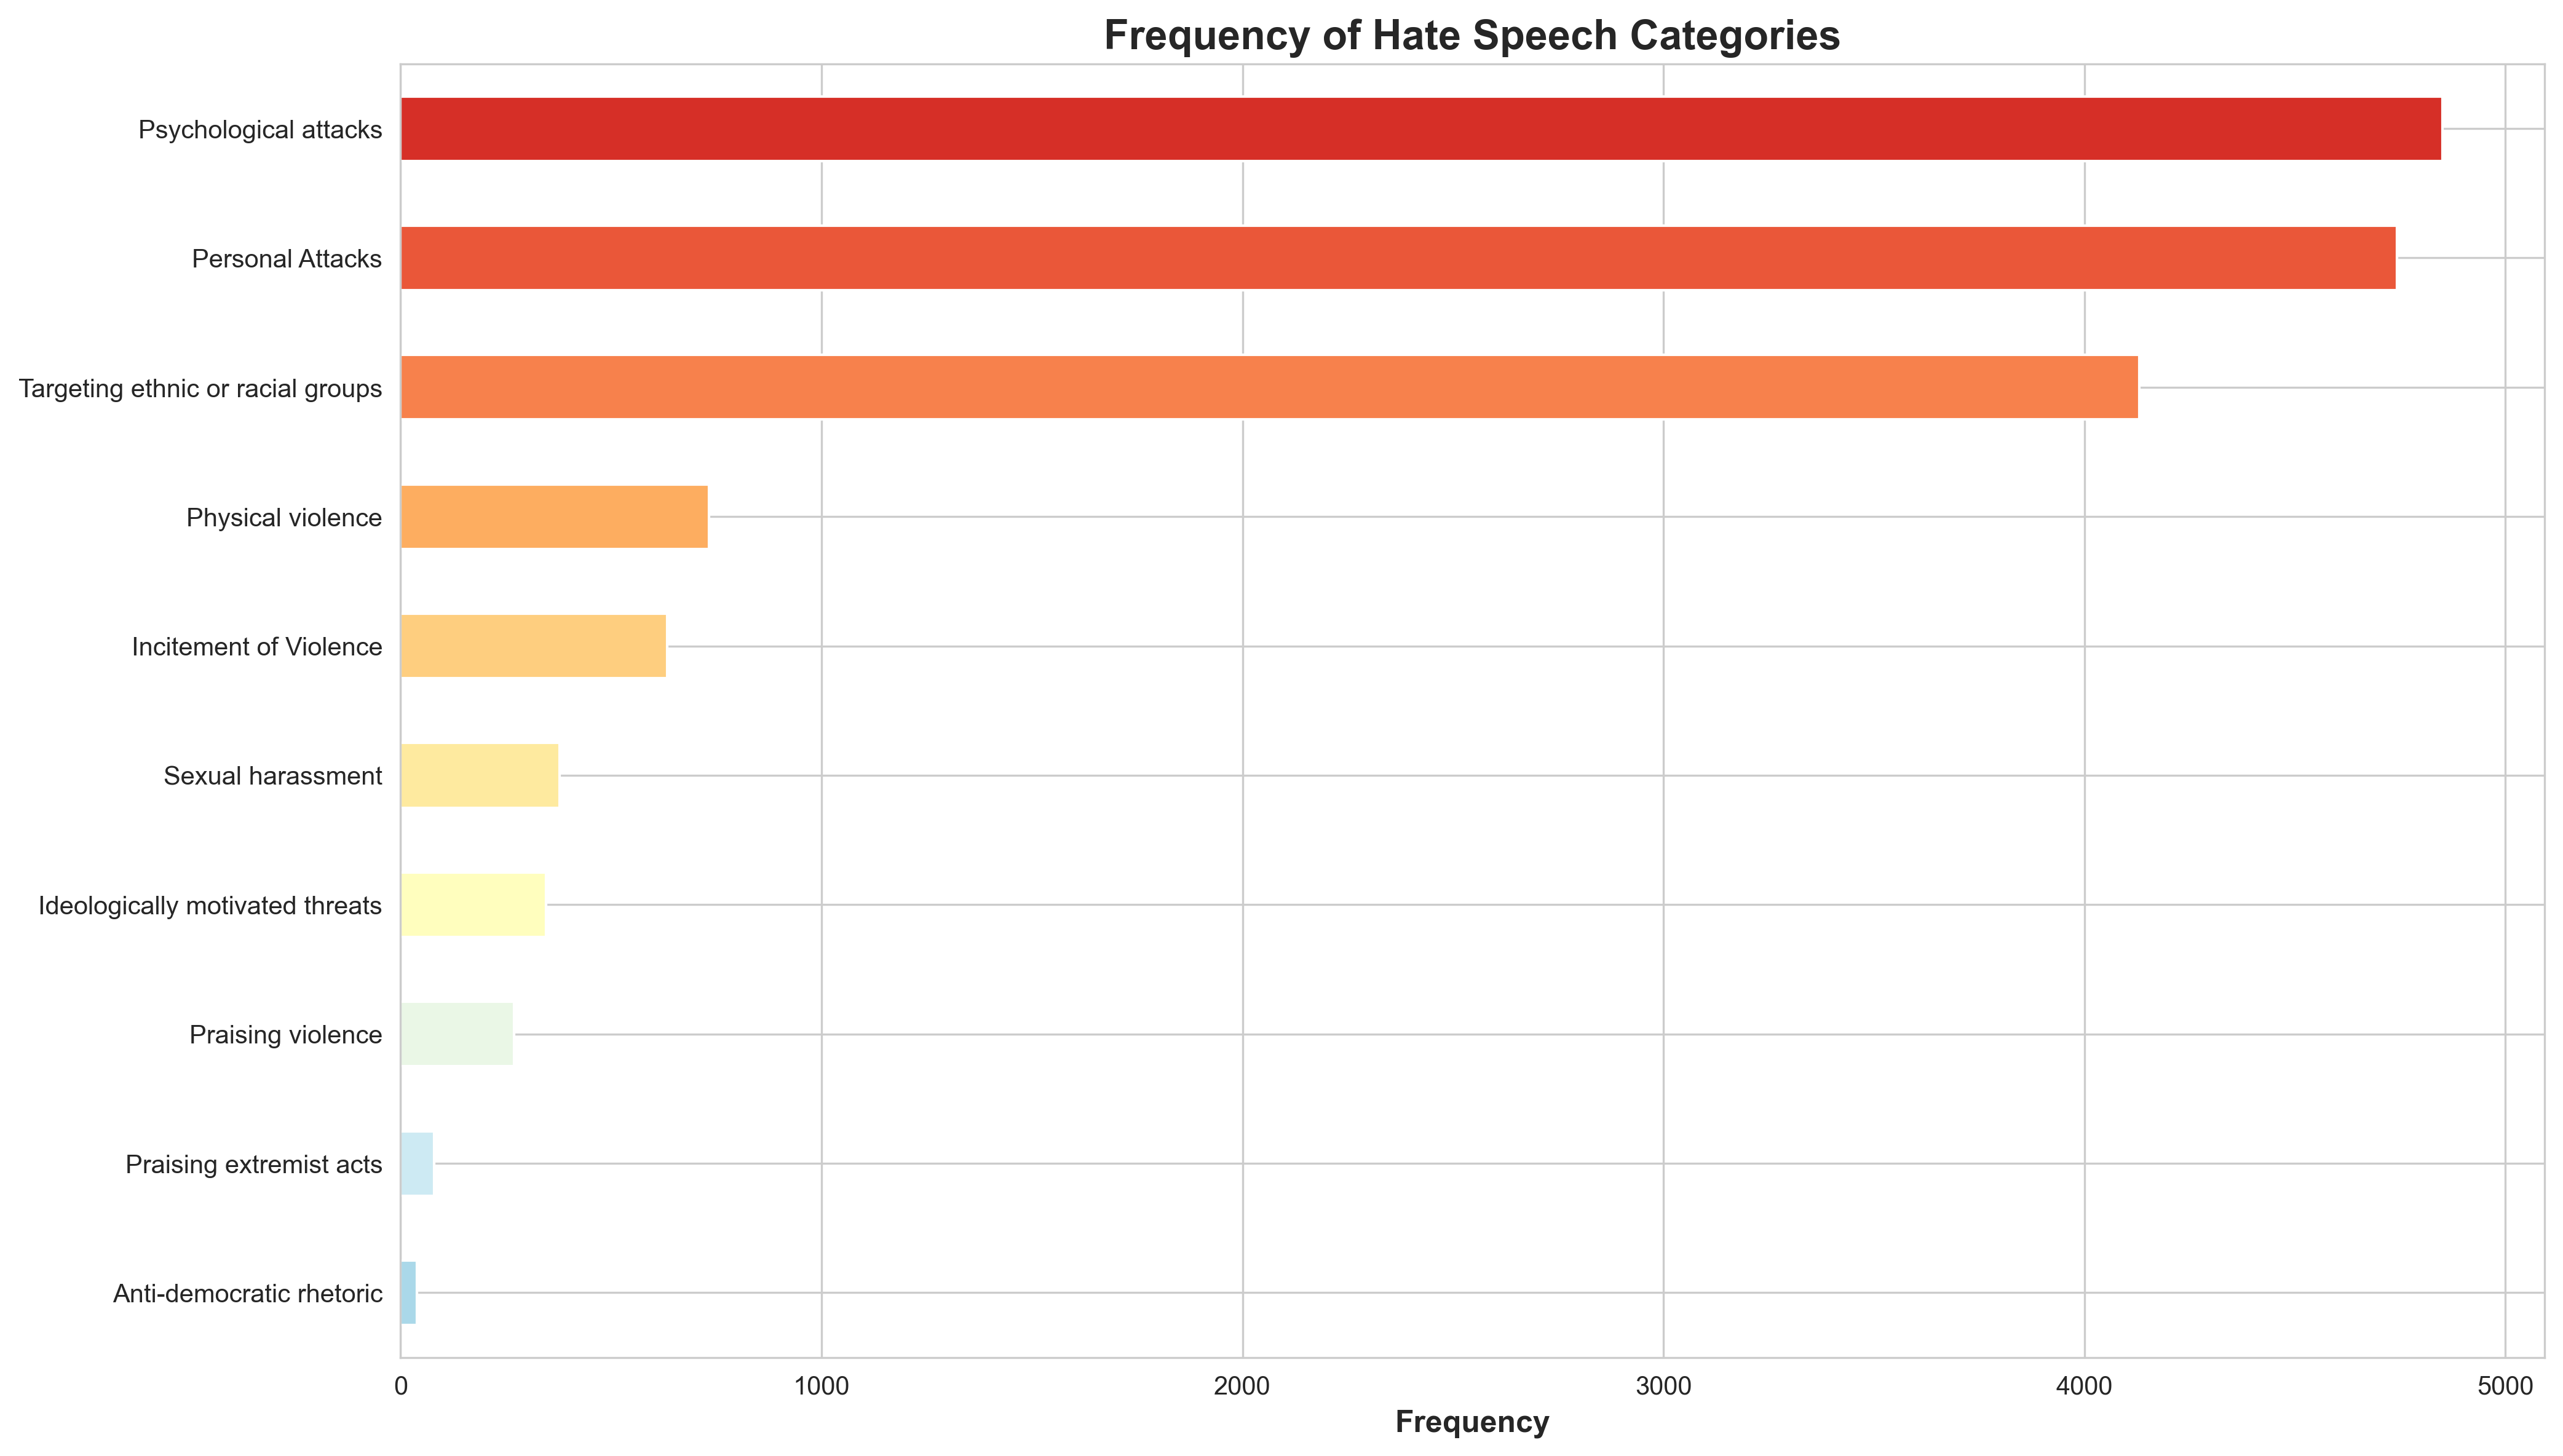 Frequency of Hate Speech Categories
Psychological attacks
Personal Attacks
Targeting ethnic or racial groups
Physical violence
Incitement of Violence
Sexual harassment
Ideologically motivated threats
Praising violence
Praising extremist acts
Anti-democratic rhetoric
0 1000 2000 3000 4000 5000
Frequency